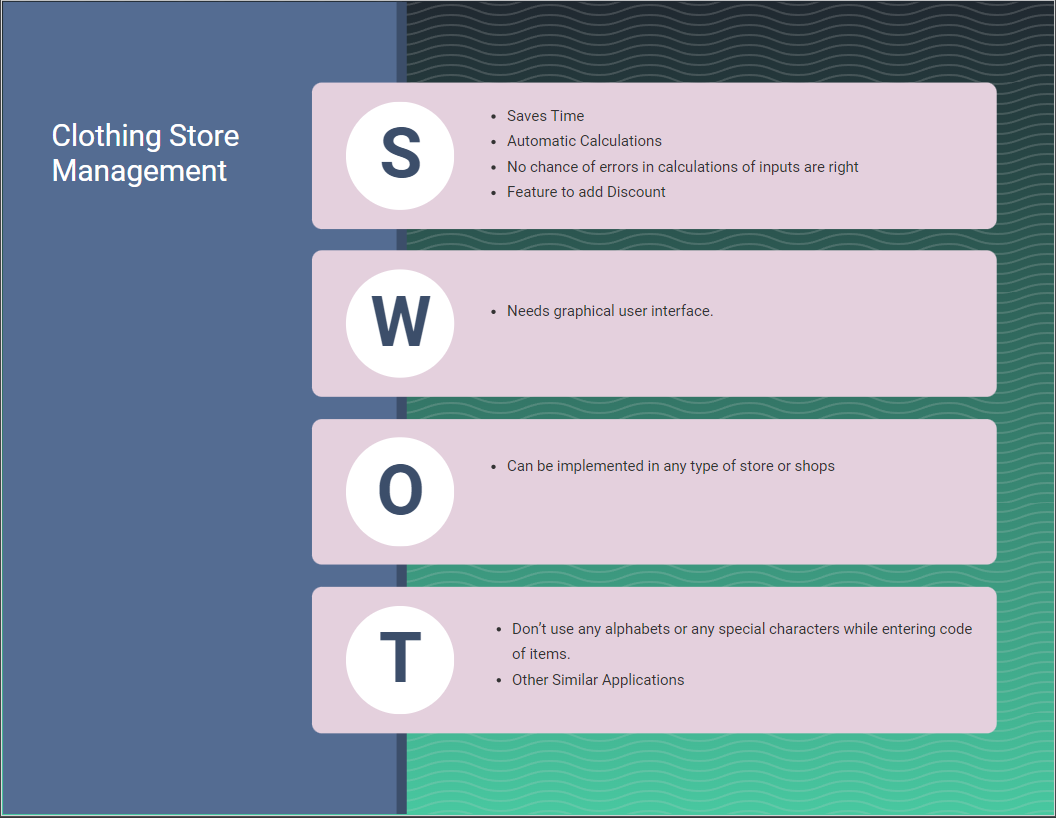 Clothing Store
Management
S
• Saves Time
• Automatic Calculations
• No chance of errors in calculations of inputs are right
• Feature to add Discount
W
• Needs graphical user interface.
O
• Can be implemented in any type of store or shops
T
• Don’t use any alphabets or any special characters while entering code
of items.
• Other Similar Applications